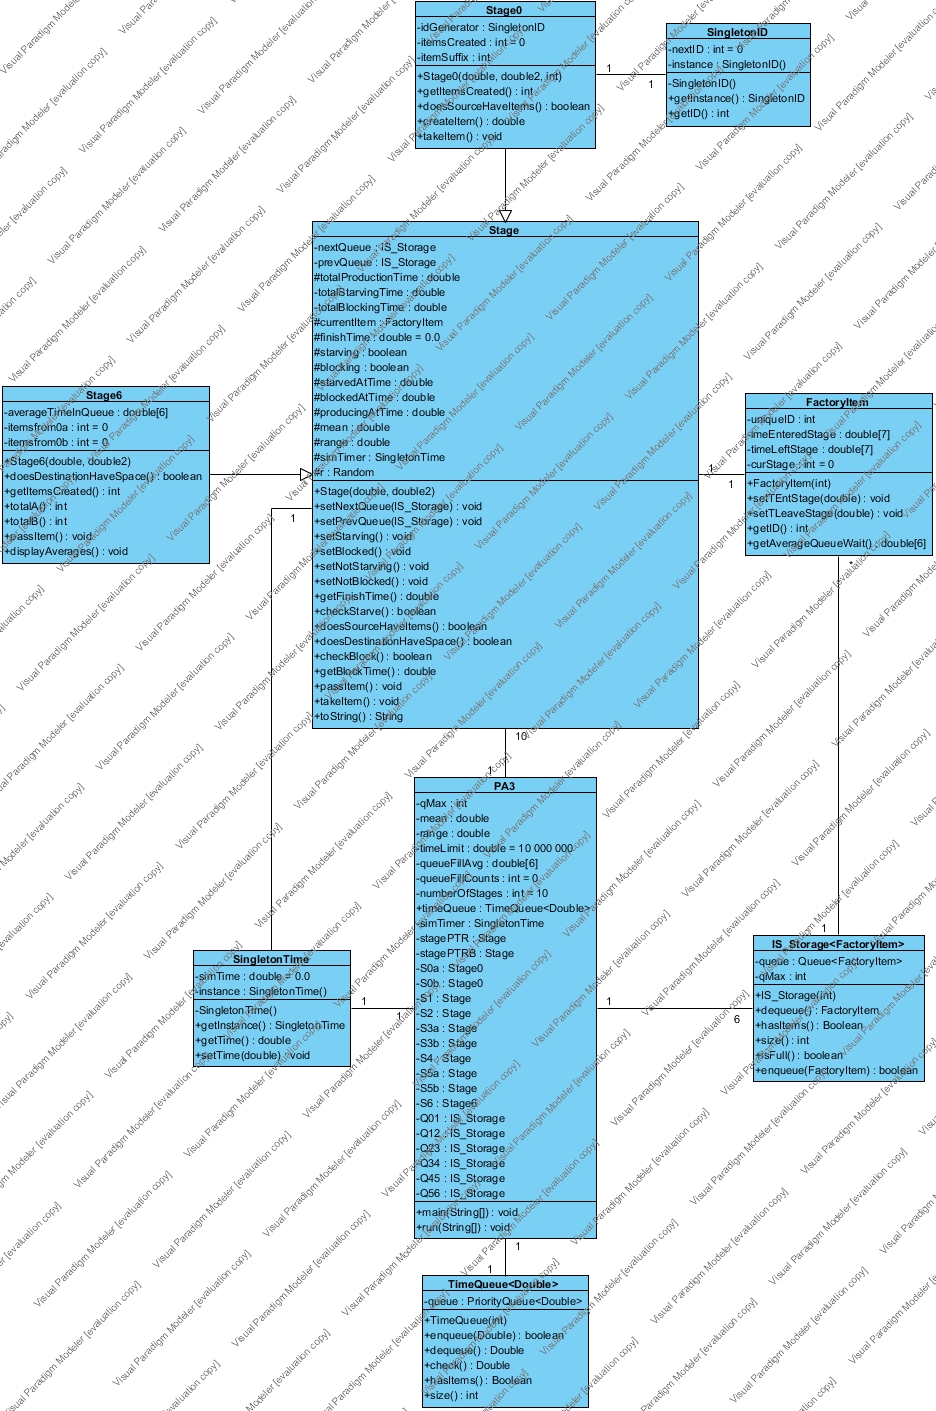 Stage0
-idGenerator : SingletonID
-itemsCreated : int = 0
-itemSuffix : int
+Stage0(double, double2, int)
+getItemsCreated() : int
+doesSourceHaveItems() : boolean
+createItem() : double
+takeItem() : void
SingletonID
-nextID : int = 0
-instance : SingletonID()
-SingletonID()
+getInstance() : SingletonID
+getID() : int
1
1
Stage
-nextQueue : IS_Storage
-prevQueue : IS_Storage
#totalProductionTime : double
-totalStarvingTime : double
-totalBlockingTime : double
#currentItem : FactoryItem
#finishTime : double = 0.0
#starving : boolean
#blocking : boolean
#starvedAtTime : double
#blockedAtTime : double
#producingAtTime : double
#mean : double
#range : double
#simTimer : SingletonTime
#r : Random
+Stage(double, double2)
+setNextQueue(IS_Storage) : void
+setPrevQueue(IS_Storage) : void
+setStarving() : void
+setBlocked() : void
+setNotStarving() : void
+setNotBlocked() : void
+getFinishTime() : double
+checkStarve() : boolean
+doesSourceHaveItems() : boolean
+doesDestinationHaveSpace() : boolean
+checkBlock() : boolean
+getBlockTime() : double
+passItem() : void
+takeItem() : void
+toString() : String
Stage6
-averageTimeInQueue : double[6]
-itemsfrom0a : int = 0
-itemsfrom0b : int = 0
+Stage6(double, double2)
+doesDestinationHaveSpace() : boolean
+getItemsCreated() : int
+totalA() : int
+totalB() : int
+passItem() : void
+displayAverages() : void
FactoryItem
-uniqueID : int
-imeEnteredStage : double[7]
-timeLeftStage : double[7]
-curStage : int = 0
+FactoryItem(int)
+setTEntStage(double) : void
+setTLeaveStage(double) : void
+getID() : int
+getAverageQueueWait() : double[6]
1
1
1
*
10
1
PA3
-qMax : int
-mean : double
-range : double
-timeLimit : double = 10 000 000
-queueFillAvg : double[6]
-queueFillCounts : int = 0
-numberOfStages : int = 10
+timeQueue : TimeQueue<Double>
-simTimer : SingletonTime
-stagePTR : Stage
-stagePTRB : Stage
-S0a : Stage0
-S0b : Stage0
-S1 : Stage
-S2 : Stage
-S3a : Stage
-S3b : Stage
-S4 : Stage
-S5a : Stage
-S5b : Stage
-S6 : Stage6
-Q01 : IS_Storage
-Q12 : IS_Storage
-Q23 : IS_Storage
-Q34 : IS_Storage
-Q45 : IS_Storage
-Q56 : IS_Storage
+main(String[]) : void
+run(String[]) : void
SingletonTime
-simTime : double = 0.0
-instance : SingletonTime()
-SingletonTime()
+getInstance() : SingletonTime
+getTime() : double
+setTime(double) : void
1
1
1
IS_Storage<FactoryItem>
-queue : Queue<FactoryItem>
-qMax : int
+IS_Storage(int)
+dequeue() : FactoryItem
+hasItems() : Boolean
+size() : int
+isFull() : boolean
+enqueue(FactoryItem) : boolean
1
6
1
1
TimeQueue<Double>
-queue : PriorityQueue<Double>
+TimeQueue(int)
+enqueue(Double) : boolean
+dequeue() : Double
+check() : Double
+hasItems() : Boolean
+size() : int
Visual Paradigm Modeler [evaluation copy]